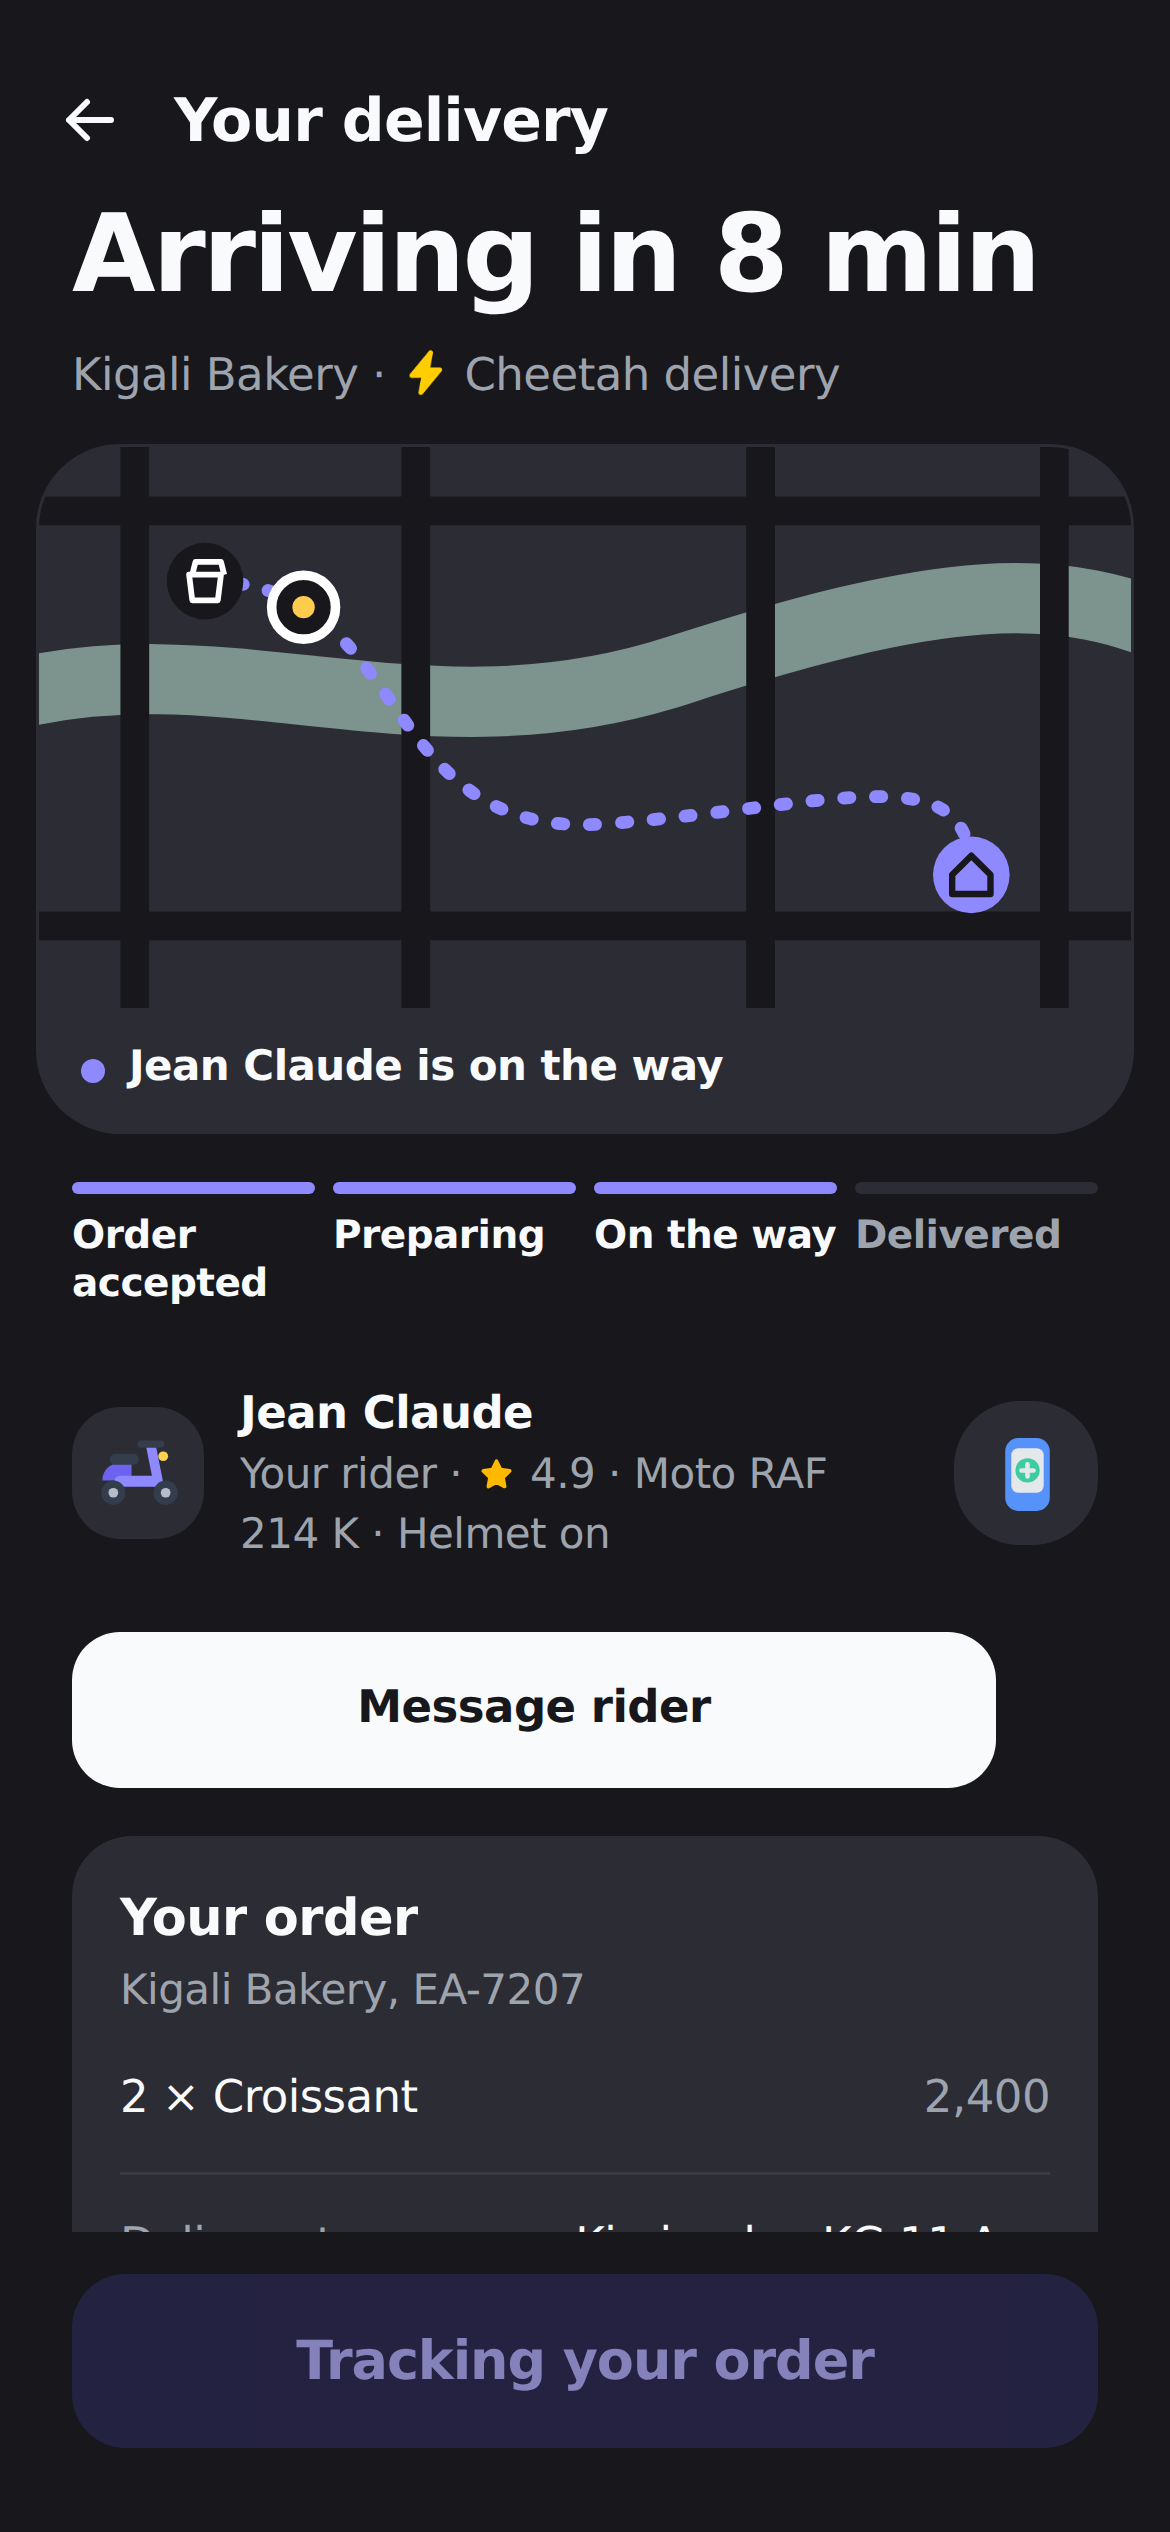 Your delivery
Arriving in 8 min
Kigali Bakery · ⚡ Cheetah delivery
Jean Claude is on the way
Order accepted
Preparing
On the way
Delivered
Jean Claude
Your rider · ★ 4.9 · Moto RAF
214 K · Helmet on
Message rider
Your order
Kigali Bakery, EA-7207
2 × Croissant 2,400
Tracking your order